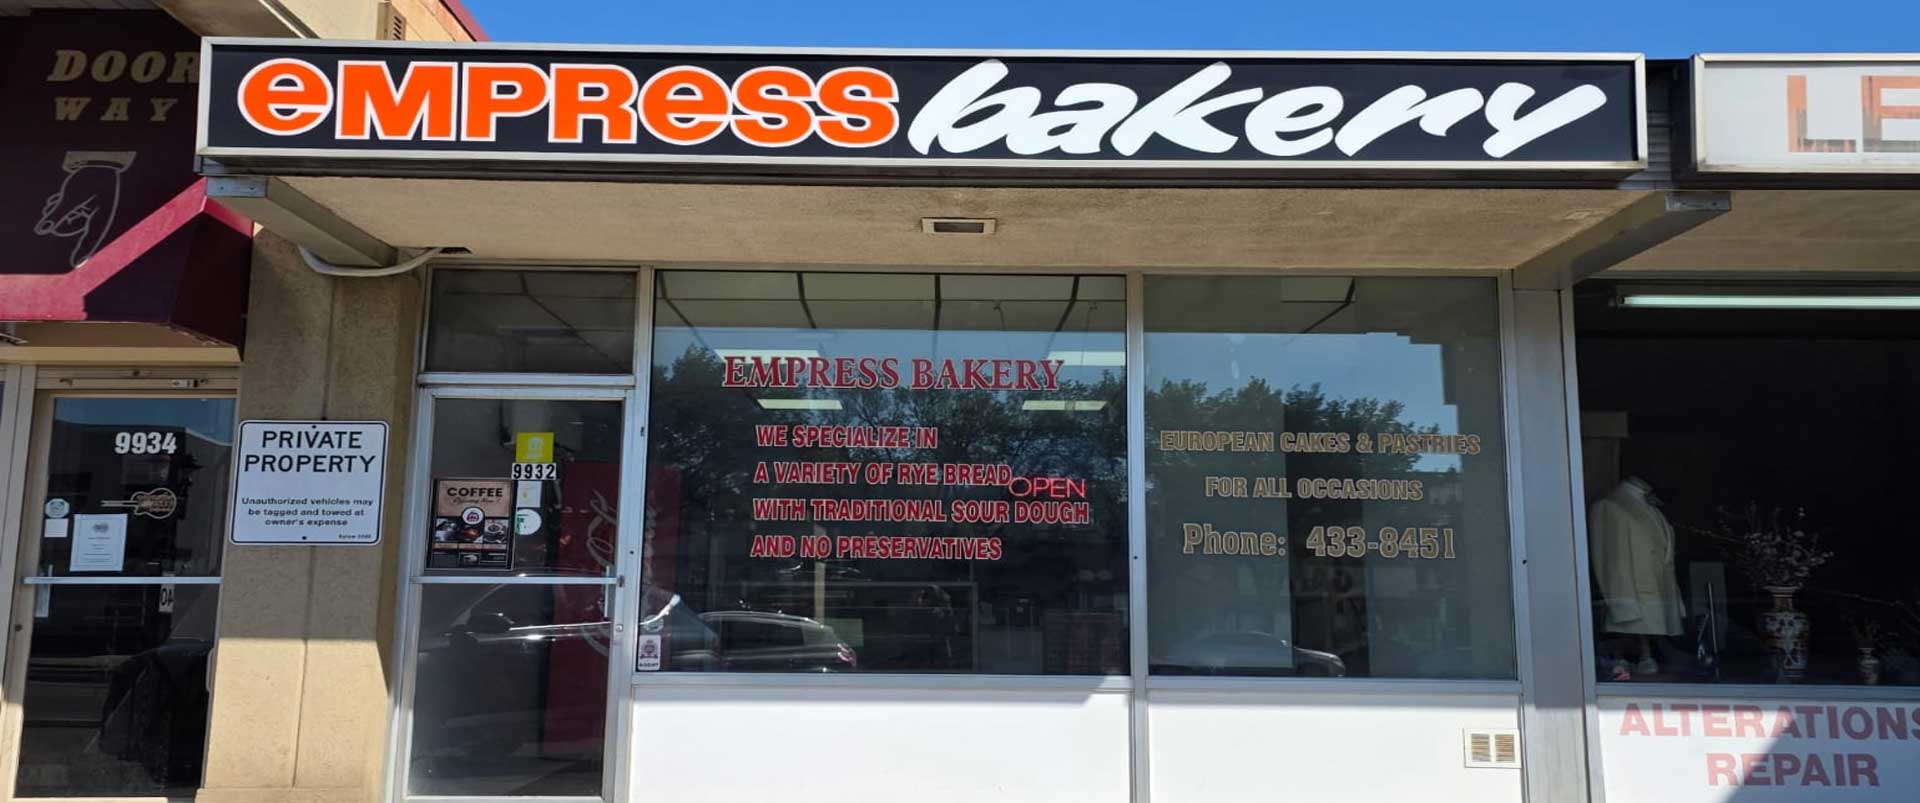 DOOR
WAY
eMPReSS bakery
LE
9934
PRIVATE
PROPERTY
Unauthorized vehicles may
be tagged and towed at
owner's expense
9932
COFFEE
EMPRESS BAKERY
WE SPECIALIZE IN
A VARIETY OF RYE BREAD
OPEN
WITH TRADITIONAL SOUR DOUGH
AND NO PRESERVATIVES
EUROPEAN CAKES & PASTRIES
FOR ALL OCCASIONS
Phone: 433-8451
ALTERATIONS
REPAIR